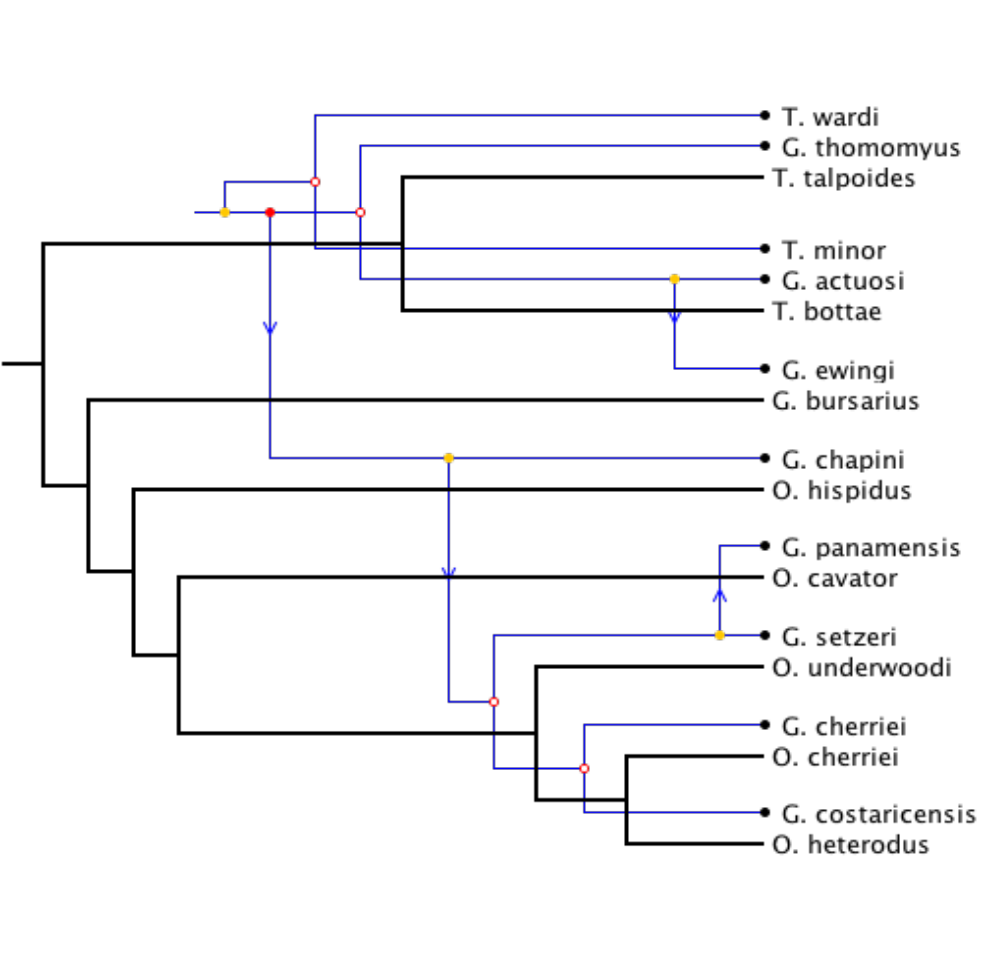 T. wardi
G. thomomyus
T. talpoides
T. minor
G. actuosi
T. bottae
G. ewingi
G. bursarius
G. chapini
O. hispidus
G. panamensis
O. cavator
G. setzeri
O. underwoodi
G. cherriei
O. cherriei
G. costaricensis
O. heterodus